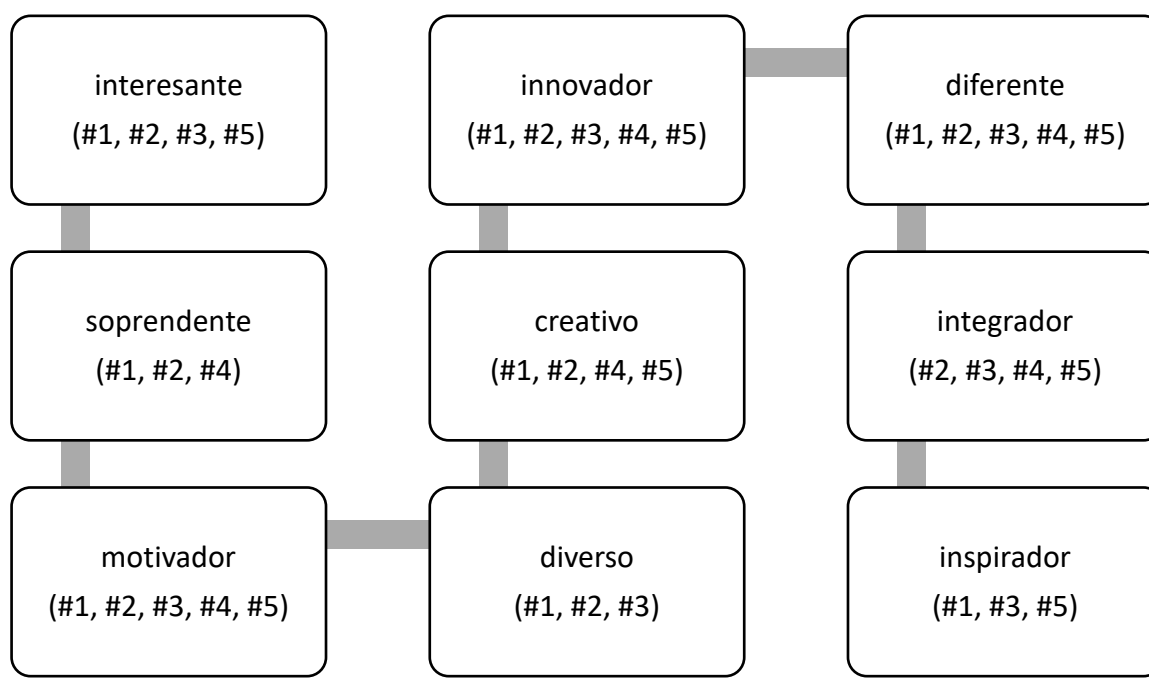 interesante
(#1, #2, #3, #5)
soprendente
(#1, #2, #4)
motivador
(#1, #2, #3, #4, #5)
diverso
(#1, #2, #3)
creativo
(#1, #2, #4, #5)
innovador
(#1, #2, #3, #4, #5)
diferente
(#1, #2, #3, #4, #5)
integrador
(#2, #3, #4, #5)
inspirador
(#1, #3, #5)